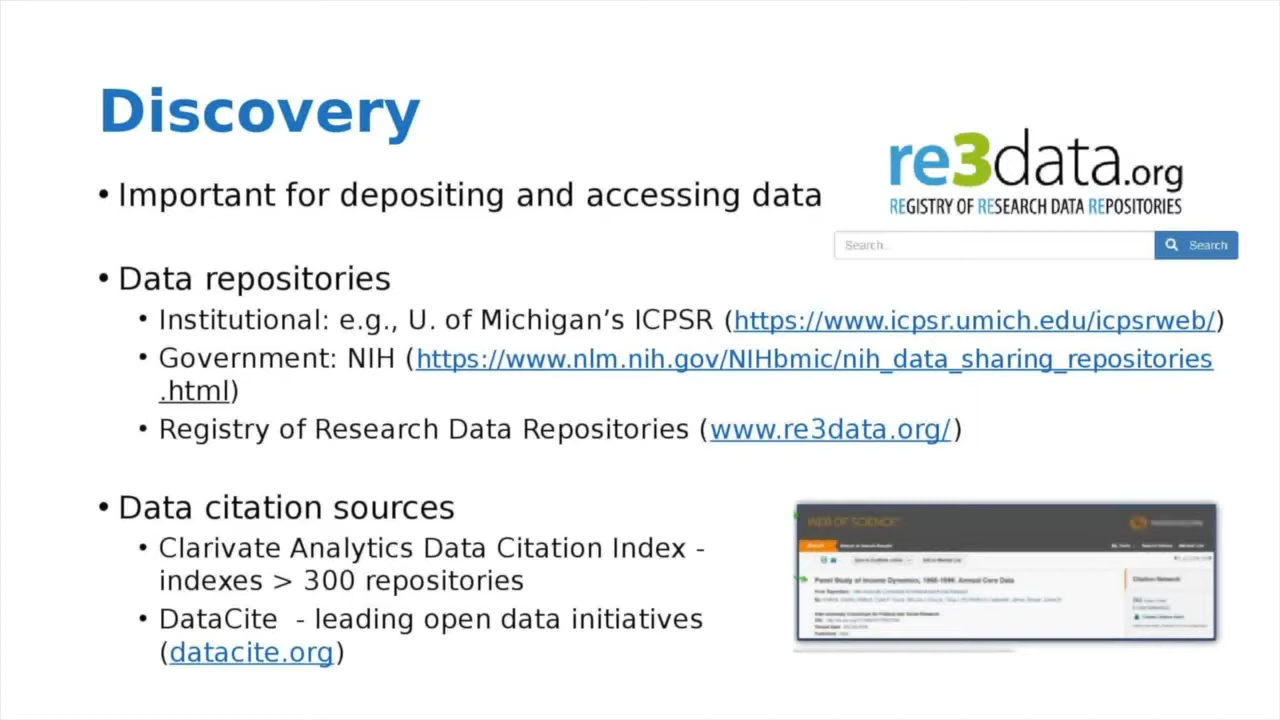 Discovery
• Important for depositing and accessing data
re3data.org
REGISTRY OF RESEARCH DATA REPOSITORIES
Search...
Search
• Data repositories
• Institutional: e.g., U. of Michigan’s ICPSR (https://www.icpsr.umich.edu/icpsrweb/)
• Government: NIH (https://www.nlm.nih.gov/NIHbmic/nih_data_sharing_repositories
.html)
• Registry of Research Data Repositories (www.re3data.org/)
• Data citation sources
• Clarivate Analytics Data Citation Index -
indexes > 300 repositories
• DataCite - leading open data initiatives
(datacite.org)
WEB OF SCIENCE
Panel Study of Income Dynamics, 1968-1999: Annual Core Data
Citation Network